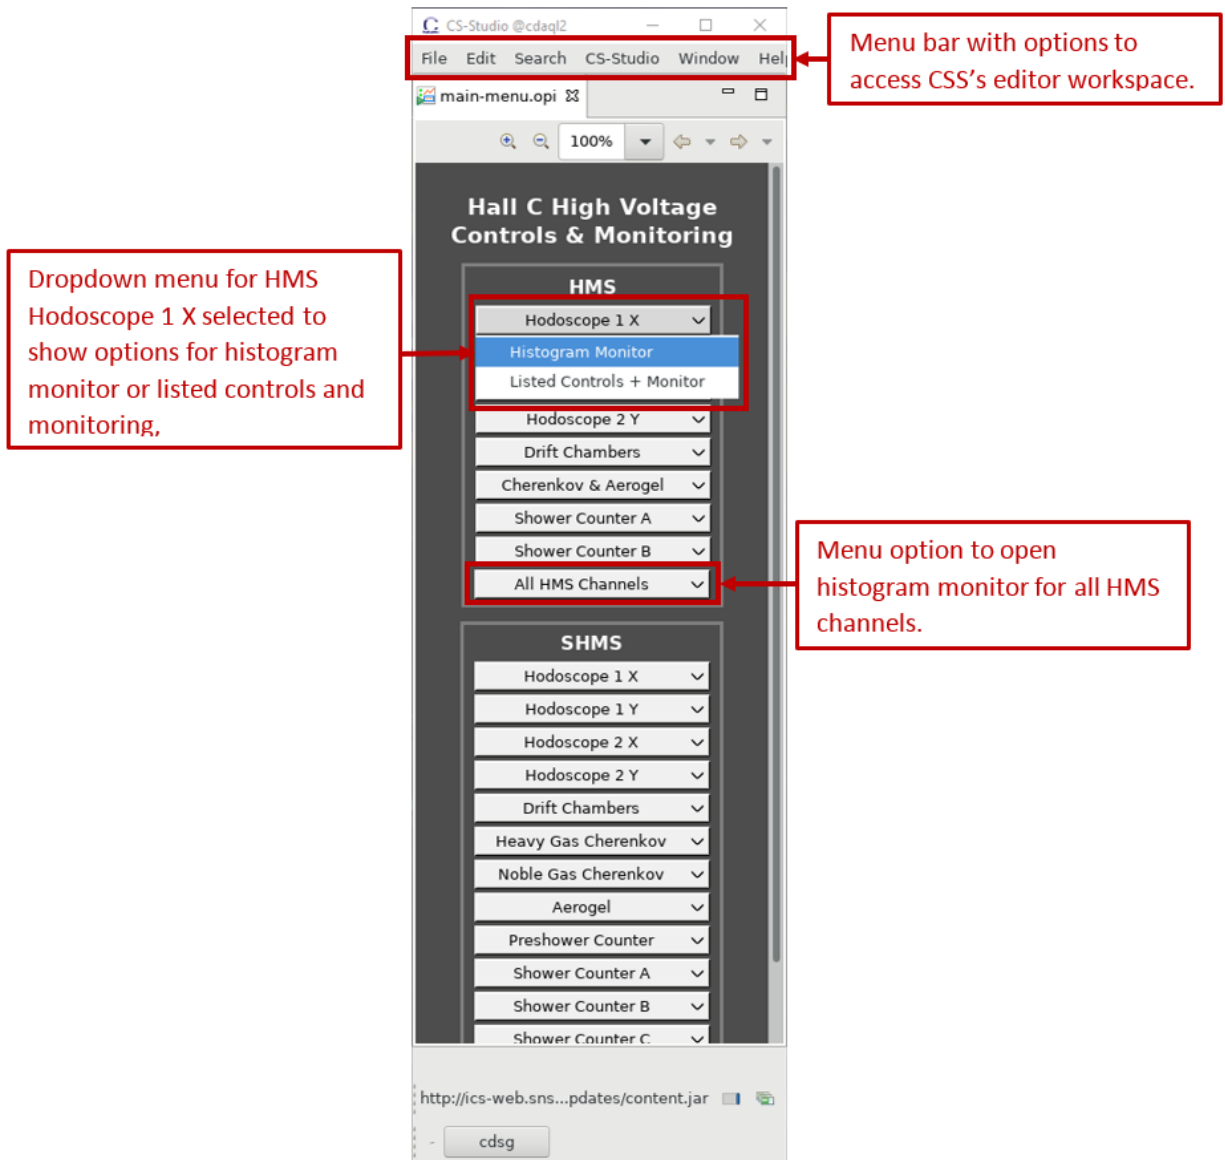 CS-Studio @cdaql2
File Edit Search CS-Studio Window Hel
Menu bar with options to
access CSS's editor workspace.
main-menu.opi
100%
Hall C High Voltage
Controls & Monitoring
HMS
Hodoscope 1 X
Histogram Monitor
Listed Controls + Monitor
Dropdown menu for HMS
Hodoscope 1 X selected to
show options for histogram
monitor or listed controls and
monitoring,
Hodoscope 2 Y
Drift Chambers
Cherenkov & Aerogel
Shower Counter A
Shower Counter B
All HMS Channels
Menu option to open
histogram monitor for all HMS
channels.
SHMS
Hodoscope 1 X
Hodoscope 1 Y
Hodoscope 2 X
Hodoscope 2 Y
Drift Chambers
Heavy Gas Cherenkov
Noble Gas Cherenkov
Aerogel
Preshower Counter
Shower Counter A
Shower Counter B
Shower Counter C
http://ics-web.sns...pdates/content.jar
- cdsg